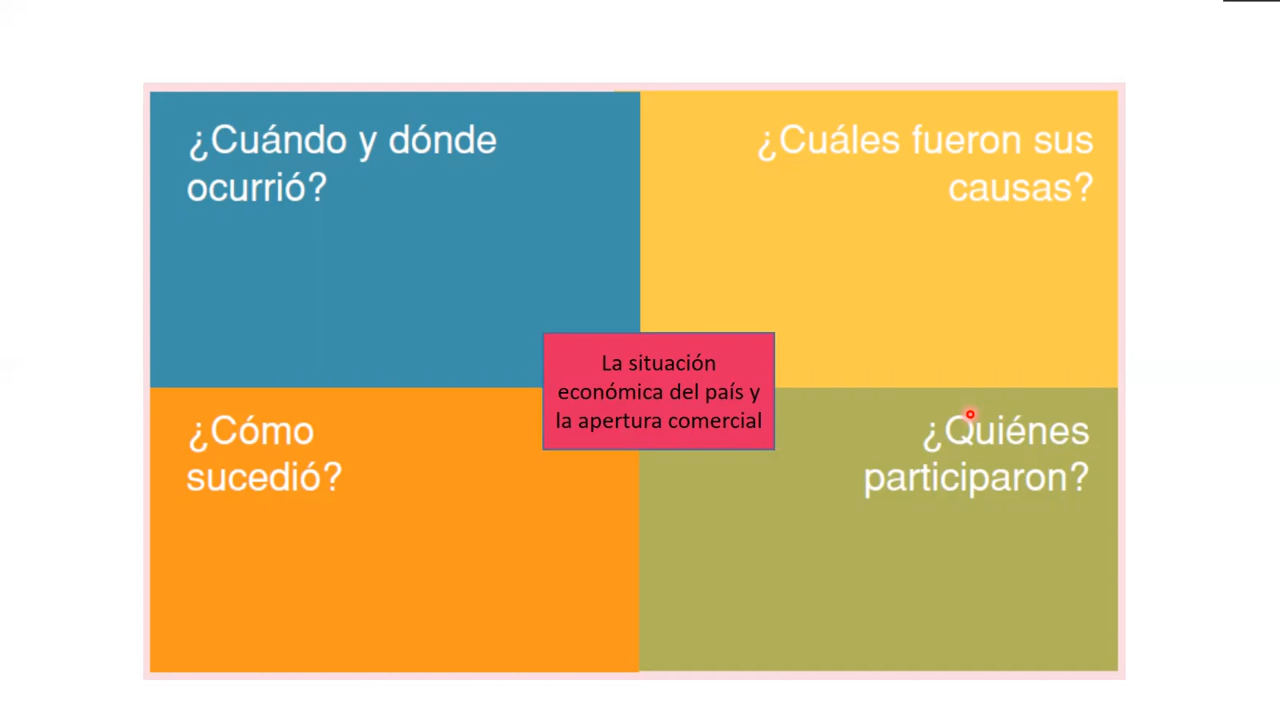 ¿Cuándo y dónde
ocurrió?
¿Cuáles fueron sus
causas?
La situación
económica del país y
la apertura comercial
¿Cómo
sucedió?
¿Quiénes
participaron?